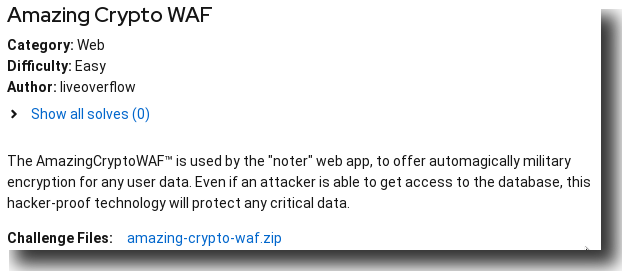 Amazing Crypto WAF
Category: Web
Difficulty: Easy
Author: liveoverflow
Show all solves (0)
The AmazingCryptoWAF™ is used by the "noter" web app, to offer automagically military
encryption for any user data. Even if an attacker is able to get access to the database, this
hacker-proof technology will protect any critical data.
Challenge Files: amazing-crypto-waf.zip